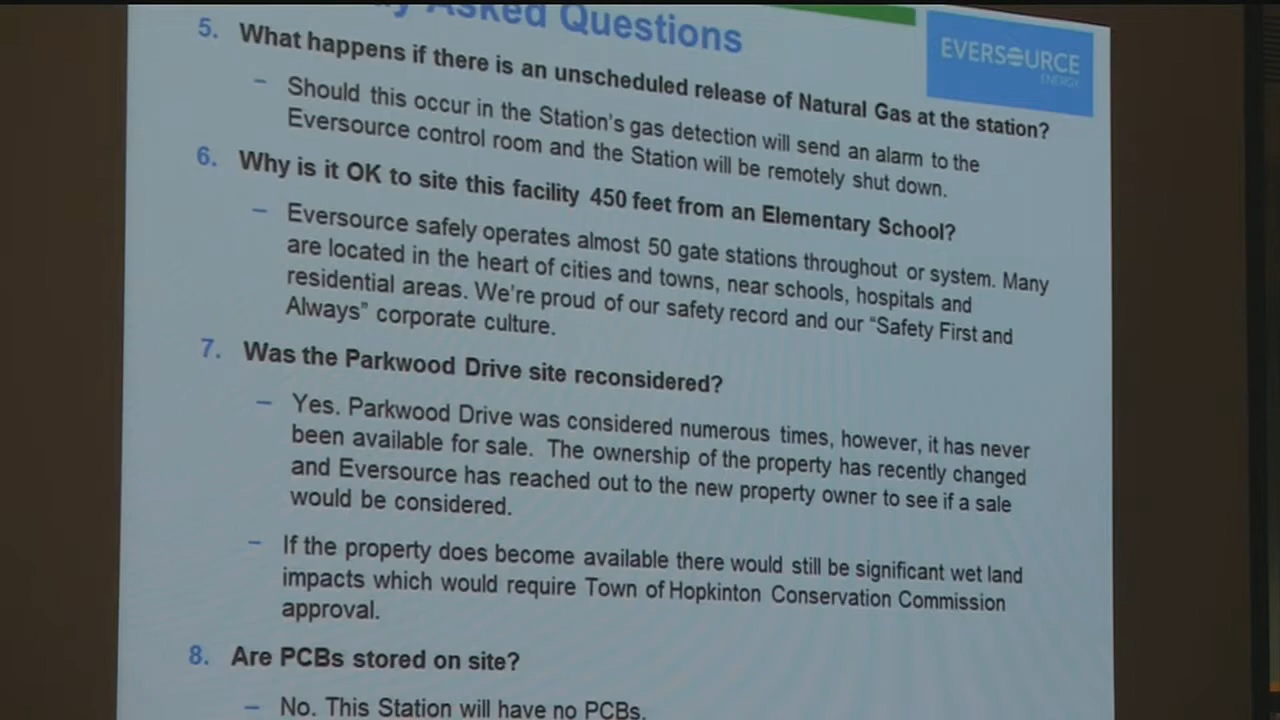 Asked Questions
EVERSOURCE
ENERGY
5. What happens if there is an unscheduled release of Natural Gas at the station?
– Should this occur in the Station's gas detection will send an alarm to the
Eversource control room and the Station will be remotely shut down.
6. Why is it OK to site this facility 450 feet from an Elementary School?
– Eversource safely operates almost 50 gate stations throughout or system. Many
are located in the heart of cities and towns, near schools, hospitals and
residential areas. We're proud of our safety record and our “Safety First and
Always” corporate culture.
7. Was the Parkwood Drive site reconsidered?
– Yes. Parkwood Drive was considered numerous times, however, it has never
been available for sale. The ownership of the property has recently changed
and Eversource has reached out to the new property owner to see if a sale
would be considered.
– If the property does become available there would still be significant wet land
impacts which would require Town of Hopkinton Conservation Commission
approval.
8. Are PCBs stored on site?
– No. This Station will have no PCBs.